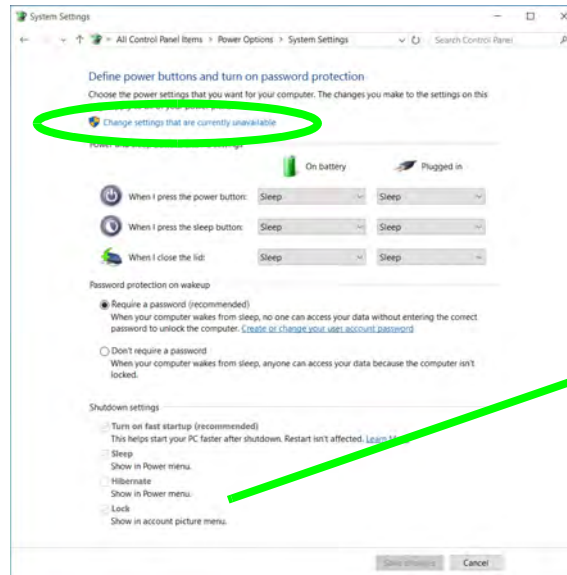 System Settings
All Control Panel Items > Power Options > System Settings
Search Control Panel
Define power buttons and turn on password protection
Choose the power settings that you want for your computer. The changes you make to the settings on this
Change settings that are currently unavailable
On battery
Plugged in
When I press the power button: Sleep Sleep
When I press the sleep button: Sleep Sleep
When I close the lid: Sleep Sleep
Password protection on wakeup
Require a password (recommended)
When your computer wakes from sleep, no one can access your data without entering the correct
password to unlock the computer. Create or change your user account password
Don't require a password
When your computer wakes from sleep, anyone can access your data because the computer isn't
locked.
Shutdown settings
Turn on fast startup (recommended)
This helps start your PC faster after shutdown. Restart isn't affected.
Sleep
Show in Power menu.
Hibernate
Show in Power menu.
Lock
Show in account picture menu.
Save changes Cancel